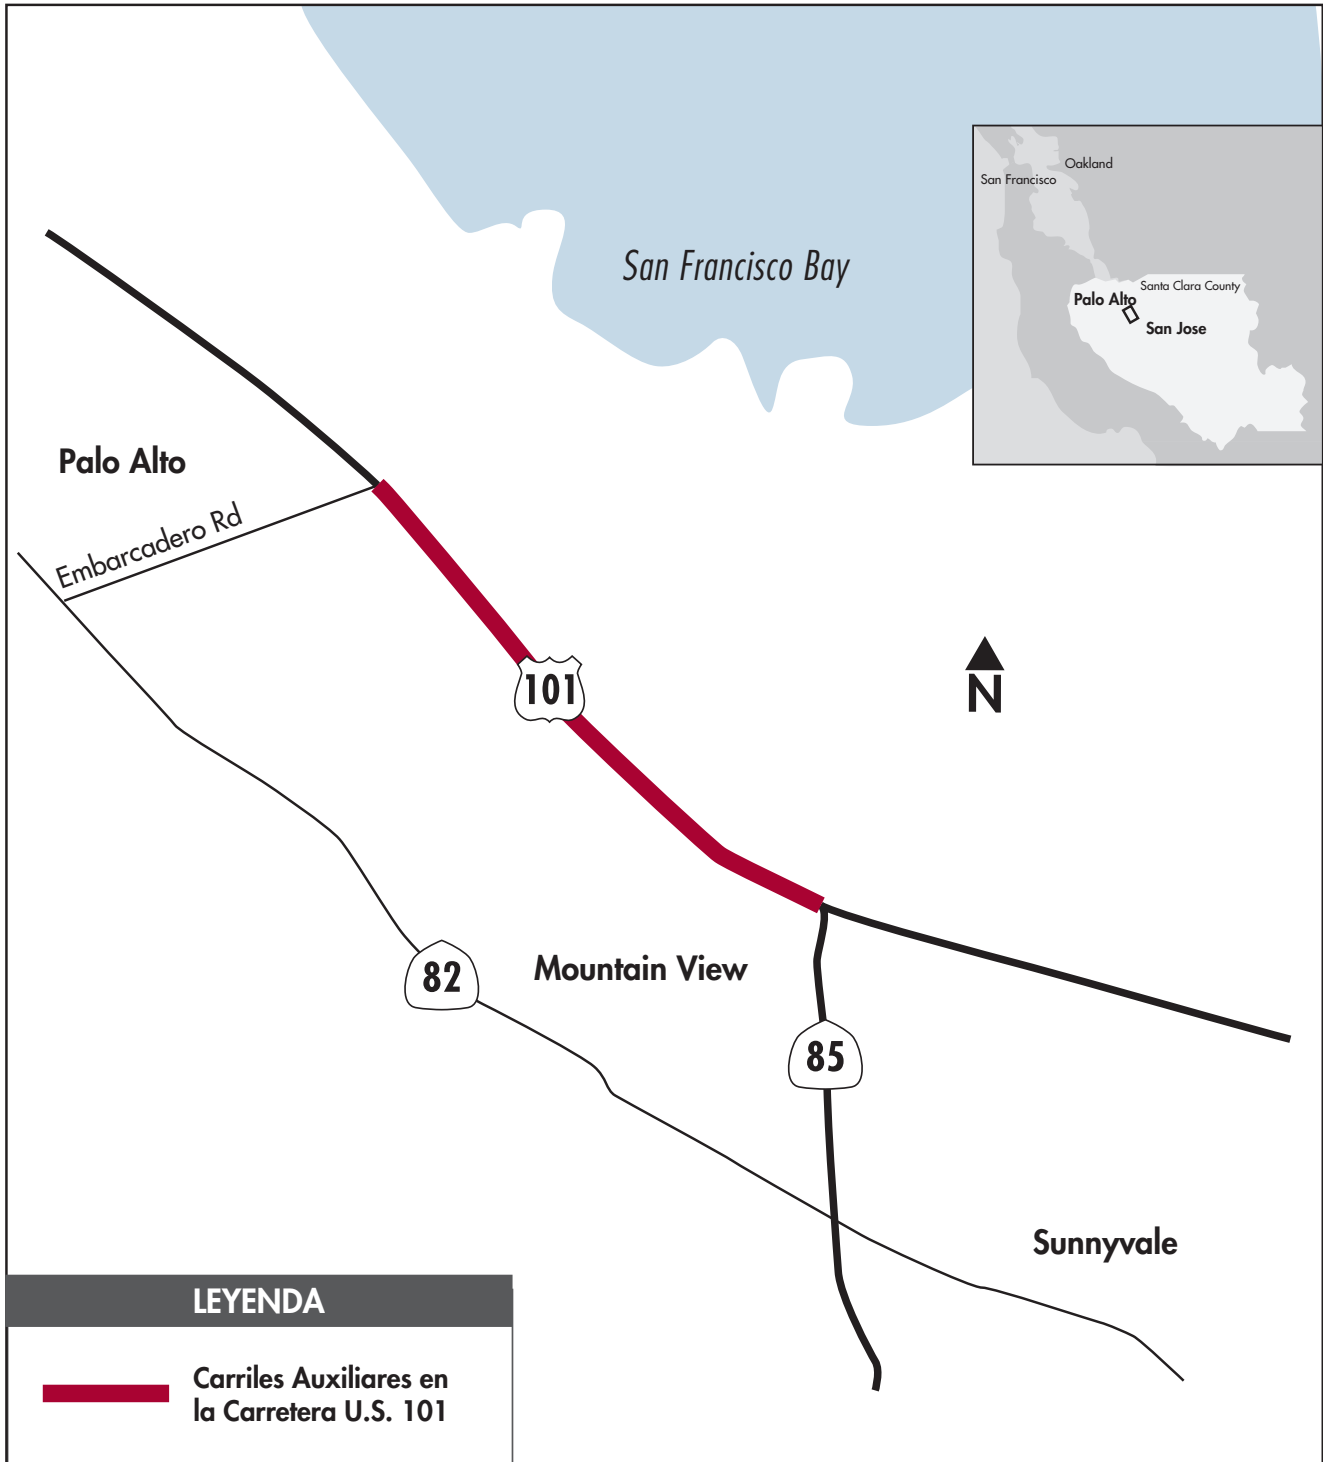 Oakland
San Francisco
San Francisco Bay
Santa Clara County
Palo Alto
San Jose
Palo Alto
Embarcadero Rd
101
N
82
Mountain View
85
Sunnyvale
LEYENDA
Carriles Auxiliares en
la Carretera U.S. 101